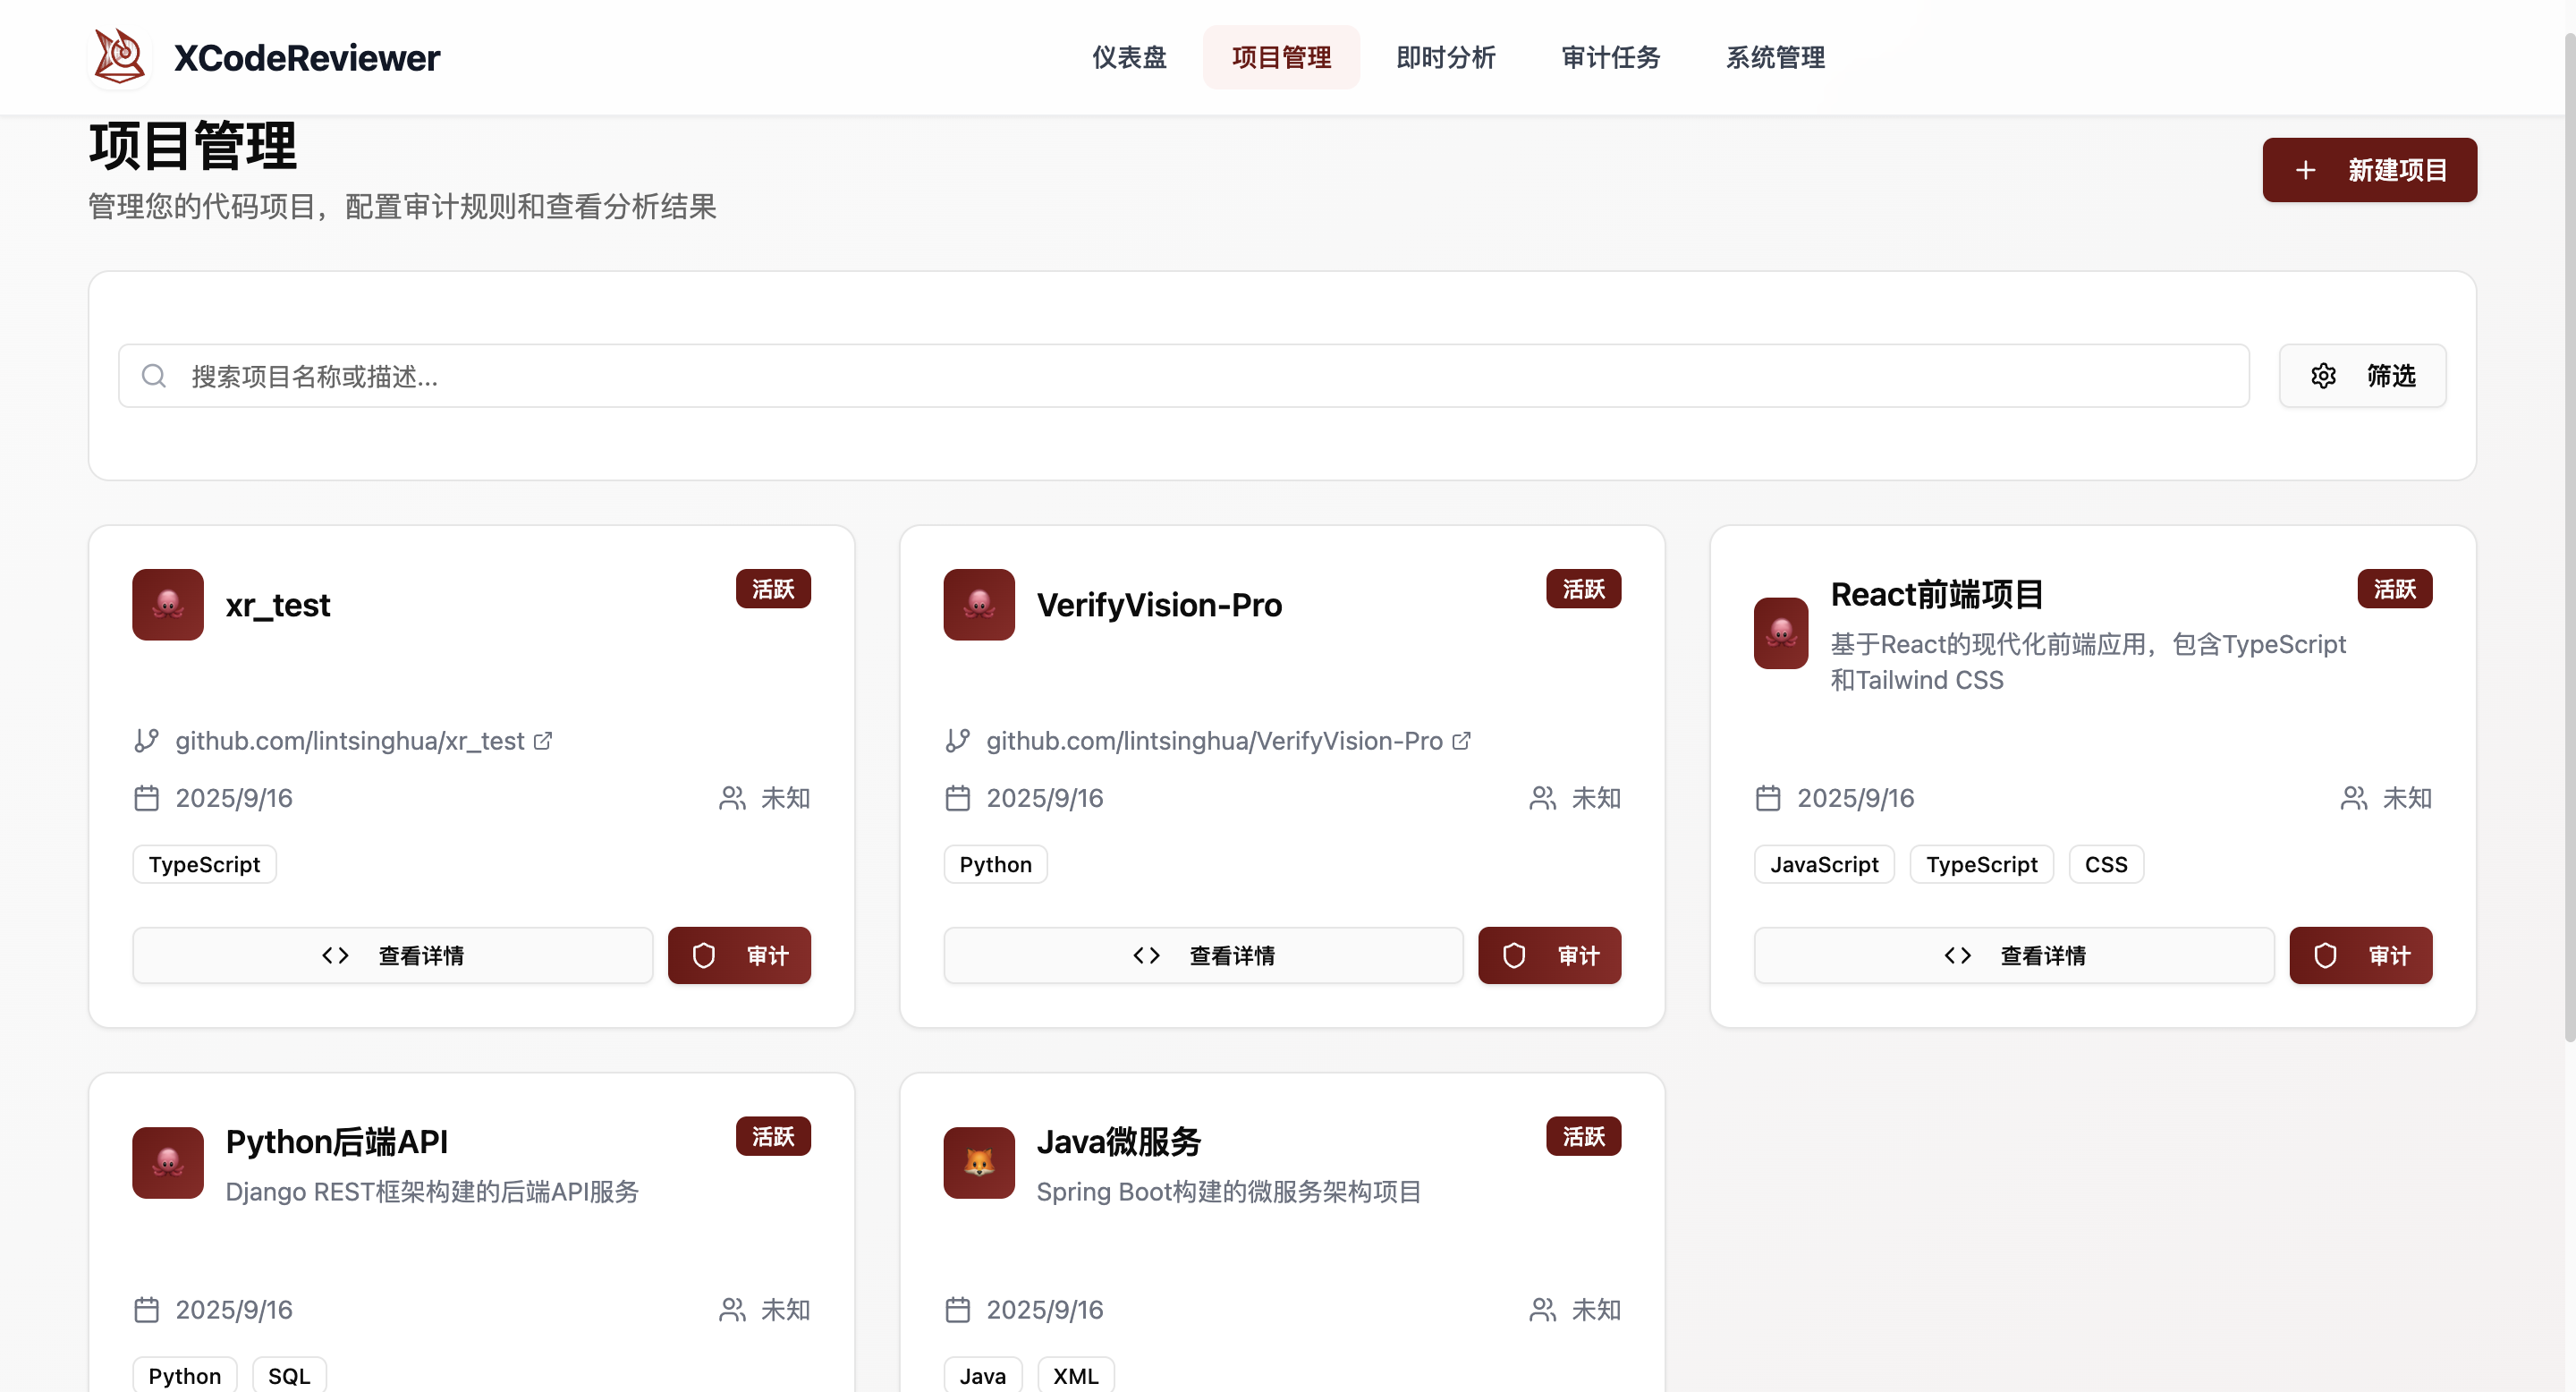 XCodeReviewer
仪表盘 项目管理 即时分析 审计任务 系统管理
项目管理
管理您的代码项目，配置审计规则和查看分析结果
新建项目
搜索项目名称或描述...
筛选
xr_test
活跃
github.com/lintsinghua/xr_test
2025/9/16
未知
TypeScript
查看详情
审计
VerifyVision-Pro
活跃
github.com/lintsinghua/VerifyVision-Pro
2025/9/16
未知
Python
查看详情
审计
React前端项目
活跃
基于React的现代化前端应用，包含TypeScript
和Tailwind CSS
2025/9/16
未知
JavaScript TypeScript CSS
查看详情
审计
Python后端API
活跃
Django REST框架构建的后端API服务
2025/9/16
未知
Python SQL
Java微服务
活跃
Spring Boot构建的微服务架构项目
2025/9/16
未知
Java XML